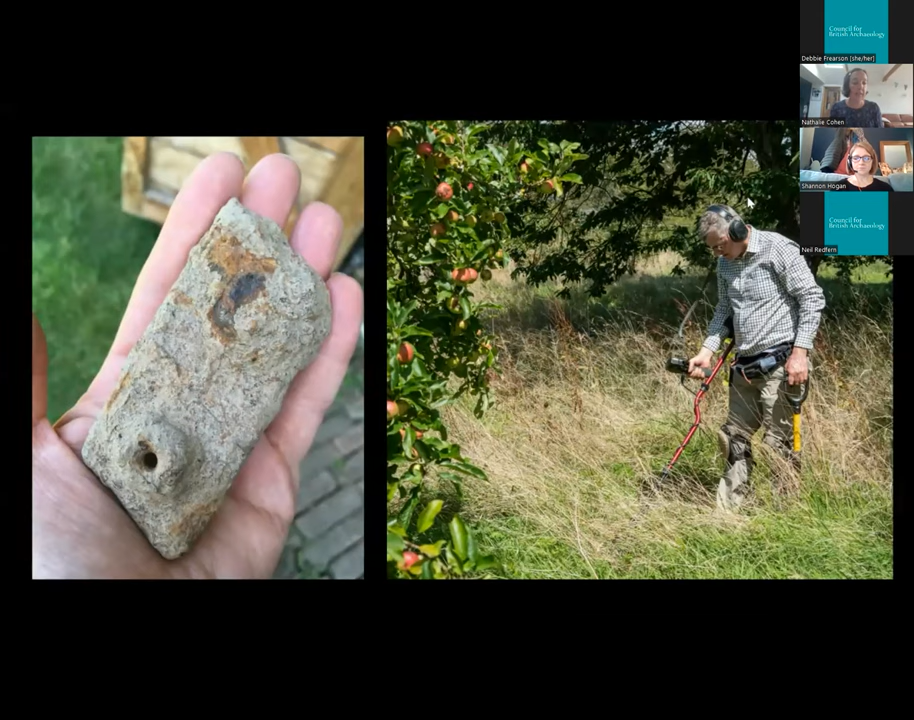 Council for
British Archaeology
Debbie Frearson [she/her]
Nathalie Cohen
Shannon Hogan
Council for
British Archaeology
Neil Redfern